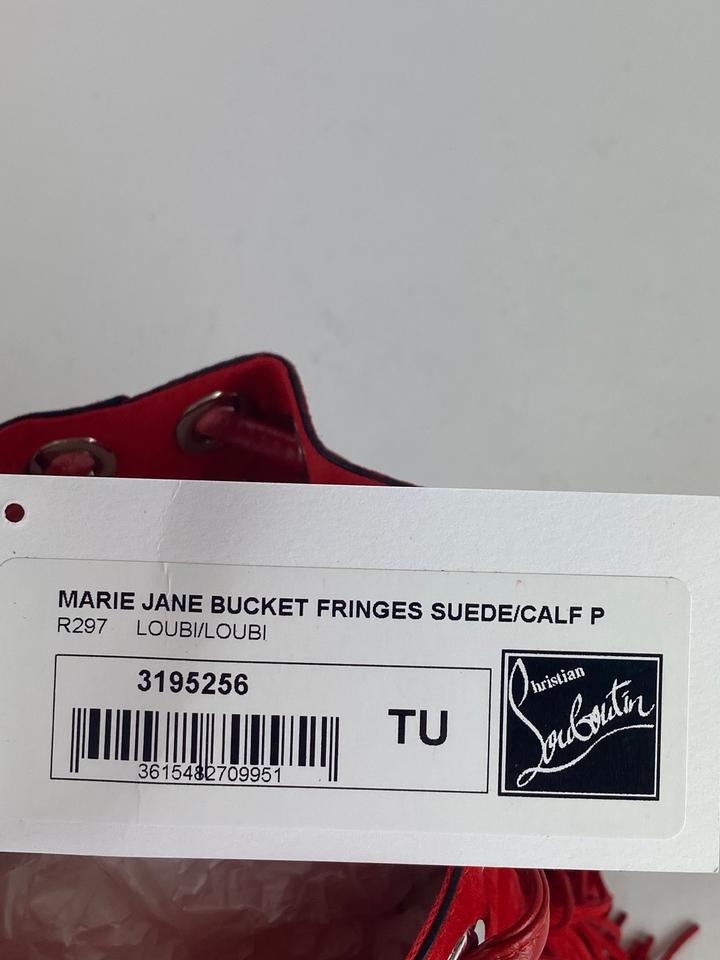 MARIE JANE BUCKET FRINGES SUEDE/CALF P
R297 LOUBI/LOUBI
3195256
TU
3615482709951
Christian
Louboutin